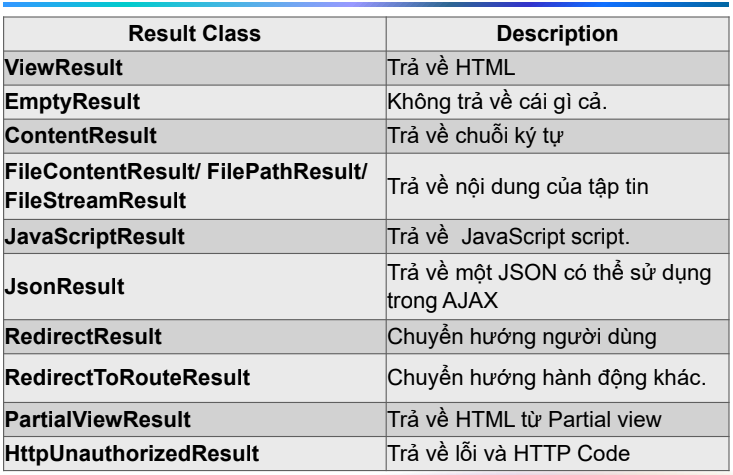 Result Class Description
ViewResult Trả về HTML
EmptyResult Không trả về cái gì cả.
ContentResult Trả về chuỗi ký tự
FileContentResult/ FilePathResult/
FileStreamResult
Trả về nội dung của tập tin
JavaScriptResult Trả về  JavaScript script.
JsonResult
Trả về một JSON có thể sử dụng
trong AJAX
RedirectResult Chuyển hướng người dùng
RedirectToRouteResult Chuyển hướng hành động khác.
PartialViewResult Trả về HTML từ Partial view
HttpUnauthorizedResult Trả về lỗi và HTTP Code